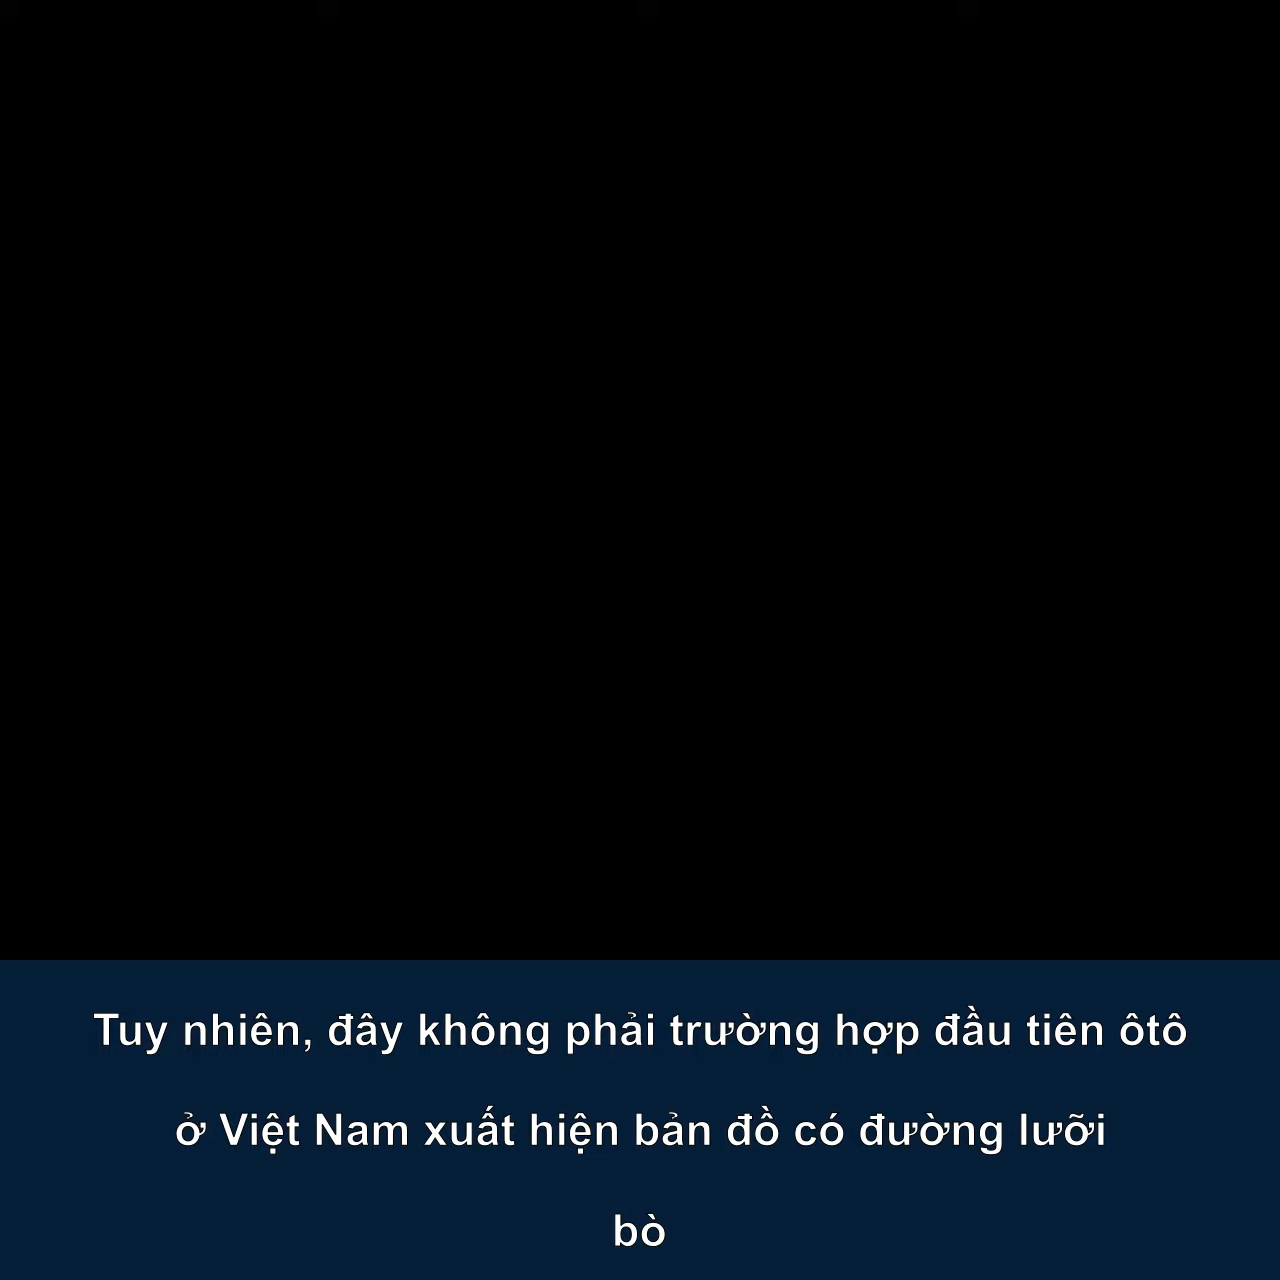 Tuy nhiên, đây không phải trường hợp đầu tiên ôtô
ở Việt Nam xuất hiện bản đồ có đường lưỡi
bò